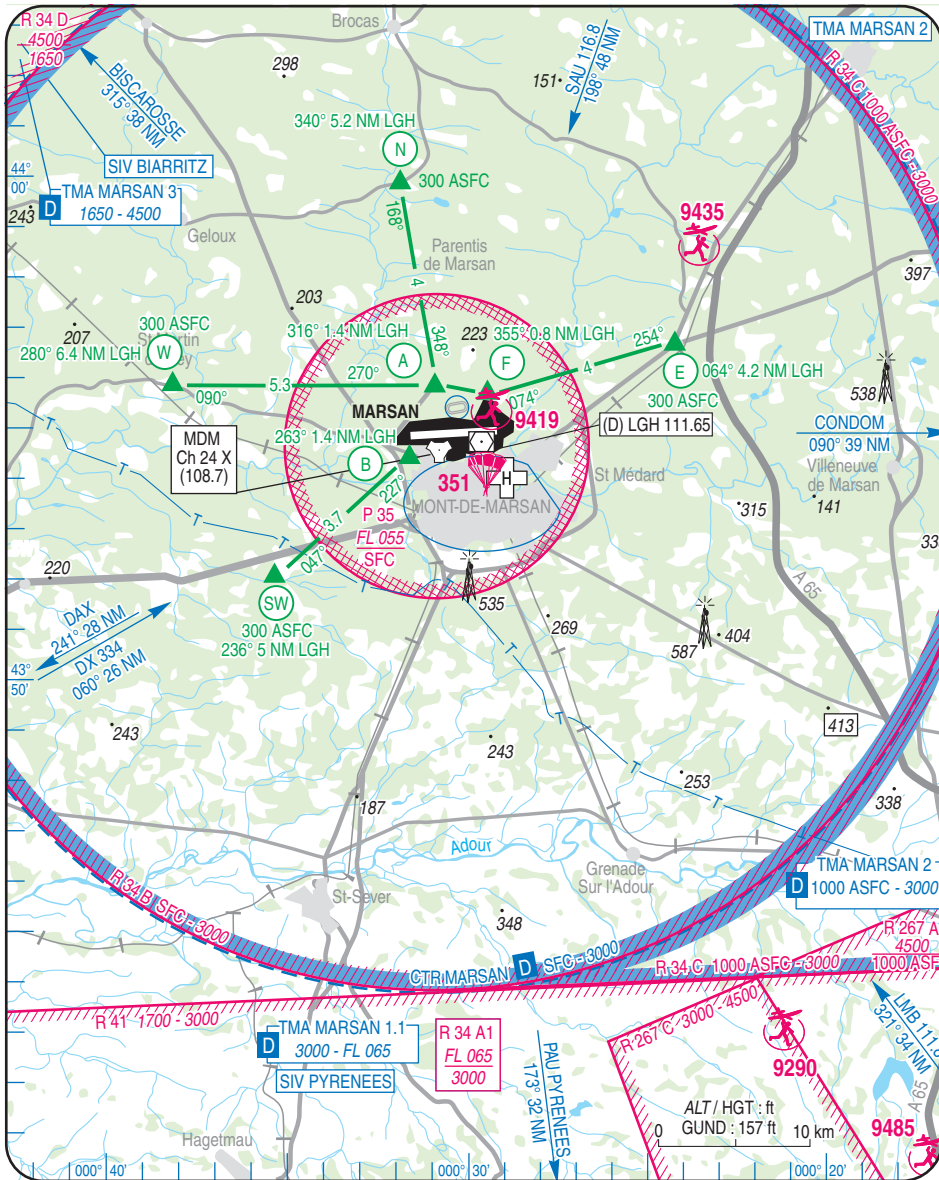 R 34 D
4500
1650
Brocas
TMA MARSAN 2
298
BISCAROSSE
315° 38 NM
SAU 116.8
198° 48 NM
151
R 34 C 1000 ASFC - 3000
340° 5.2 NM LGH
N
300 ASFC
SIV BIARRITZ
44°
00'
TMA MARSAN 3
D
1650 - 4500
243
Geloux
168°
4
348°
Parentis
de Marsan
9435
397
203
207
300 ASFC
W
280° 6.4 NM LGH
316° 1.4 NM LGH
A
223
355° 0.8 NM LGH
F
254°
4
074°
E
064° 4.2 NM LGH
300 ASFC
538
090°
5.3
270°
MARSAN
9419
(D) LGH 111.65
CONDOM
090° 39 NM
MDM
Ch 24 X
(108.7)
263° 1.4 NM LGH
B
227°
3.7
047°
351
H
MONT-DE-MARSAN
St Médard
Villeneuve
de Marsan
141
315
T
T
P 35
FL 055
SFC
220
SW
300 ASFC
236° 5 NM LGH
T
535
269
587
404
A 65
DAX
241° 28 NM
DX 334
060° 26 NM
43°
50'
T
413
243
243
253
T
T
338
187
Adour
Grenade
Sur l'Adour
St-Sever
348
R 34 B SFC - 3000
CTR MARSAN D SFC - 3000
TMA MARSAN 2
D
1000 ASFC - 3000
R 267 A
4500
1000 ASF
R 34 C 1000 ASFC - 3000
R 41 1700 - 3000
TMA MARSAN 1.1
D
3000 - FL 065
SIV PYRENEES
R 34 A1
FL 065
3000
PAU PYRENEES
173° 32 NM
R 267 C 3000 - 4500
9290
LMB 111.8
321° 34 NM
A 65
ALT / HGT : ft
GUND : 157 ft
0
10 km
9485
Hagetmau
000° 40'
000° 30'
000° 20'